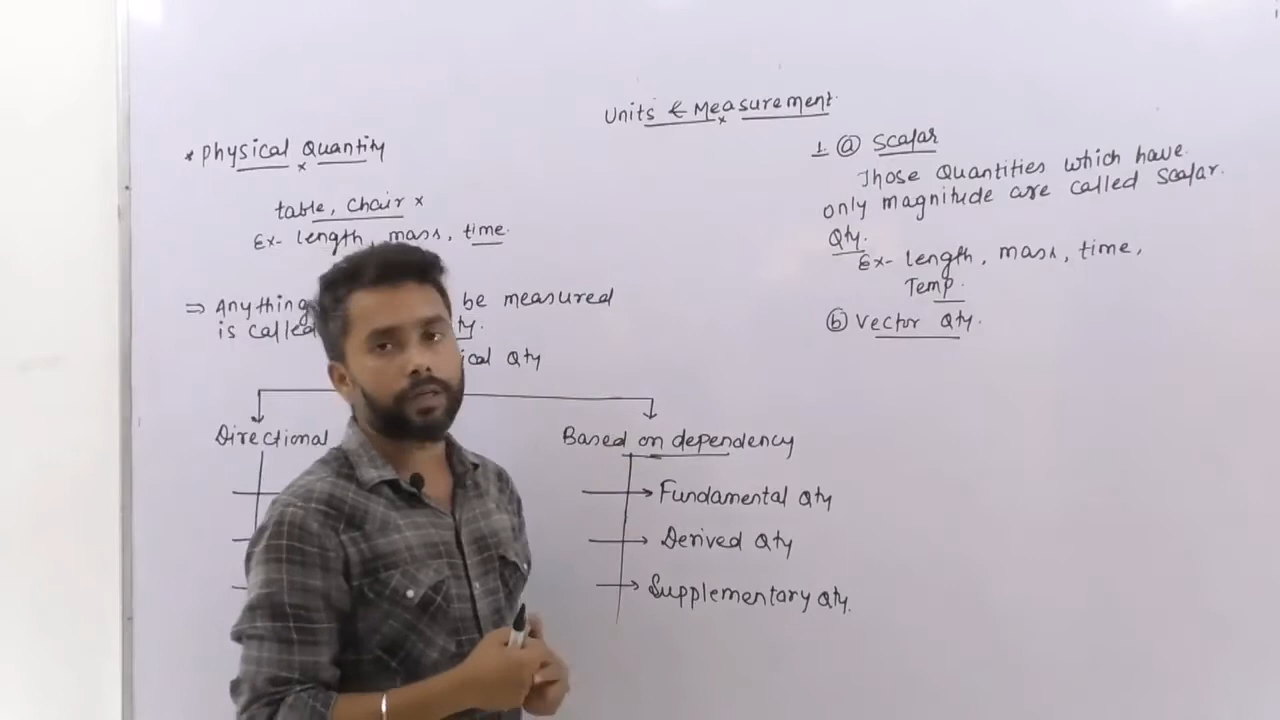 Units & Measurement
* Physical Quantity
table, chair ×
Ex- length, mass, time.
⇒ Anything be measured
is called ty.
ical Qty
Directional
Based on dependency
Fundamental Qty
Derived Qty
Supplementary Qty.
1. ⓐ Scalar
Those Quantities which have
only magnitude are called Scalar.
Qty.
Ex- length, mass, time,
Temp.
ⓑ Vector Qty.